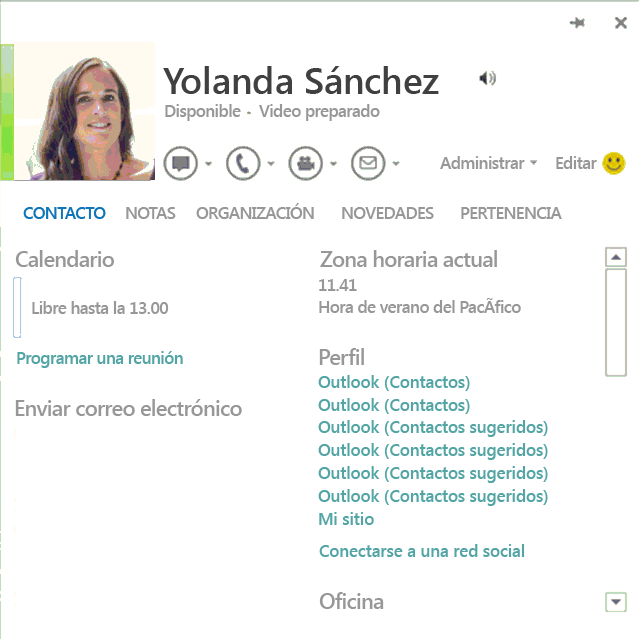 Yolanda Sánchez
Disponible - Video preparado
Administrar Editar
CONTACTO NOTAS ORGANIZACIÓN NOVEDADES PERTENENCIA
Calendario
Libre hasta la 13.00
Programar una reunión
Enviar correo electrónico
Zona horaria actual
11.41
Hora de verano del PacÃfico
Perfil
Outlook (Contactos)
Outlook (Contactos)
Outlook (Contactos sugeridos)
Outlook (Contactos sugeridos)
Outlook (Contactos sugeridos)
Outlook (Contactos sugeridos)
Mi sitio
Conectarse a una red social
Oficina